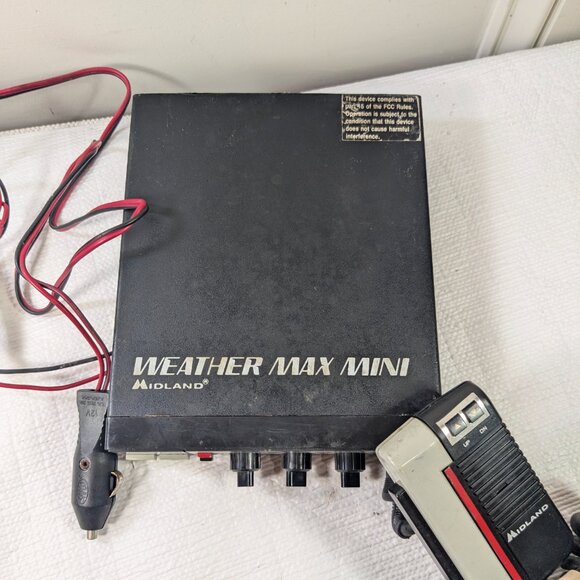 This device complies with
part 15 of the FCC Rules.
Operation is subject to the
condition that this device
does not cause harmful
interference.
WEATHER MAX MINI
MIDLAND®
12V
UP
DN
MIDLAND